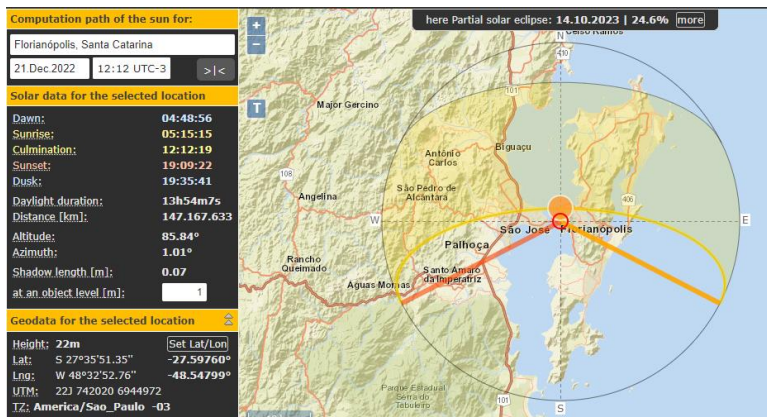 Computation path of the sun for:
Florianópolis, Santa Catarina
21.Dec.2022 12:12 UTC-3 >|<
Solar data for the selected location
Dawn: 04:48:56
Sunrise: 05:15:15
Culmination: 12:12:19
Sunset: 19:09:22
Dusk: 19:35:41
Daylight duration: 13h54m7s
Distance [km]: 147.167.633
Altitude: 85.84°
Azimuth: 1.01°
Shadow length [m]: 0.07
at an object level [m]: 1
Geodata for the selected location
Height: 22m Set Lat/Lon
Lat: S 27°35'51.35'' -27.59760°
Lng: W 48°32'52.76'' -48.54799°
UTM: 22J 742020 6944972
TZ: America/Sao_Paulo -03
+
−
T
here Partial solar eclipse: 14.10.2023 | 24.6% more
Celso Ramos
N
101
Major Gercino
Biguaçu
Antônio
Carlos
108
São Pedro de
Alcântara
Angelina
406
W
E
São José
Florianópolis
Palhoça
Rancho
Queimado
Santo Amaro
da Imperatriz
Águas Mornas
Parque Estadual
Serra do
Tabuleiro
101
S